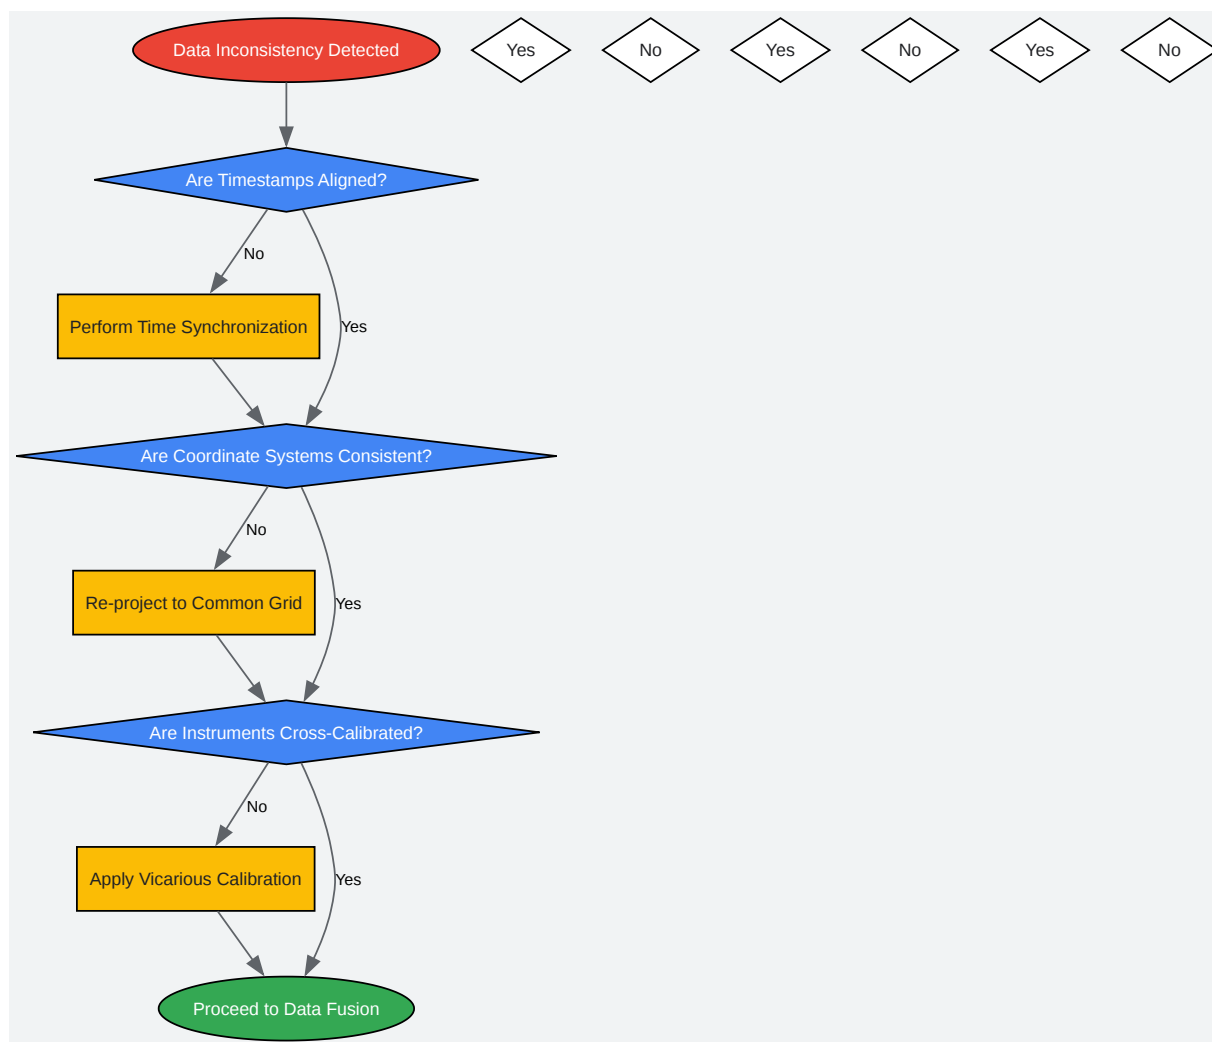 Data Inconsistency Detected
Yes
No
Yes
No
Yes
No
Are Timestamps Aligned?
No
Perform Time Synchronization
Yes
Are Coordinate Systems Consistent?
No
Re-project to Common Grid
Yes
Are Instruments Cross-Calibrated?
No
Apply Vicarious Calibration
Yes
Proceed to Data Fusion